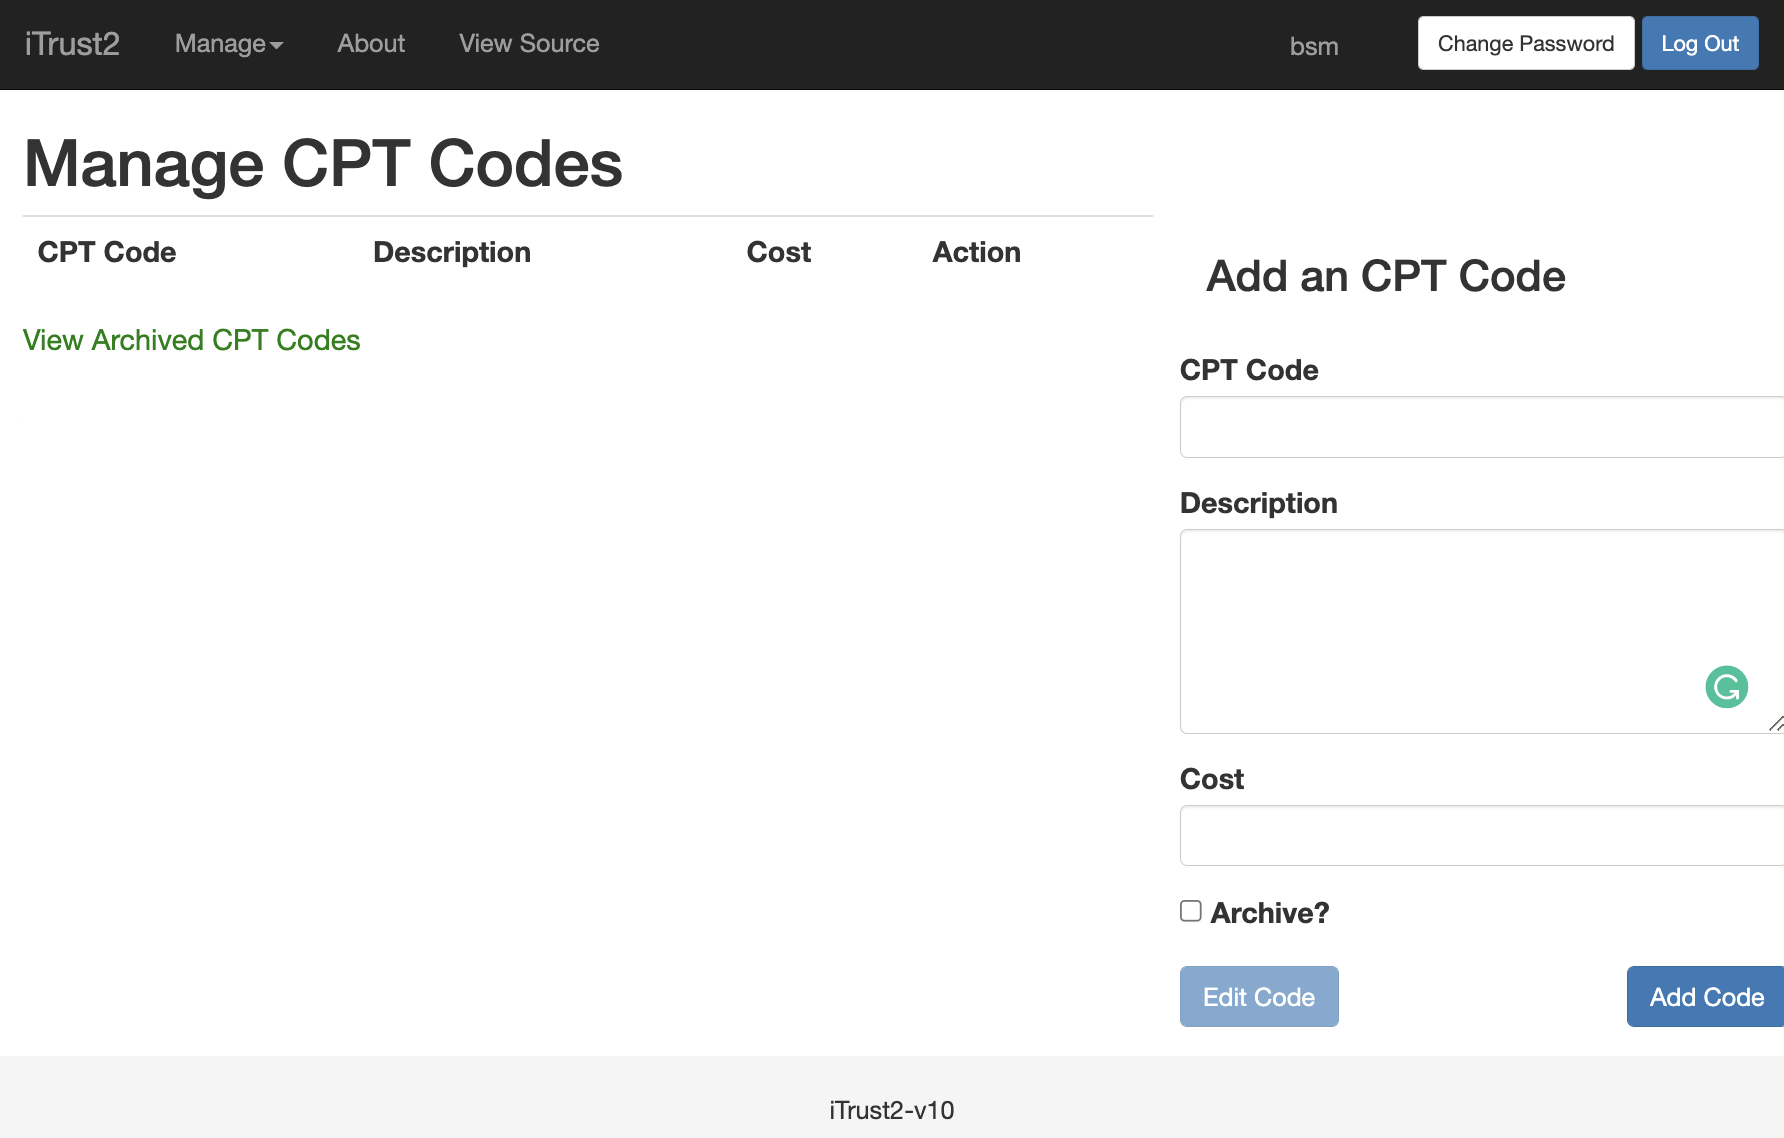 iTrust2 Manage About View Source bsm Change Password Log Out
Manage CPT Codes
CPT Code Description Cost Action
View Archived CPT Codes
Add an CPT Code
CPT Code
Description
Cost
Archive?
Edit Code Add Code
iTrust2-v10